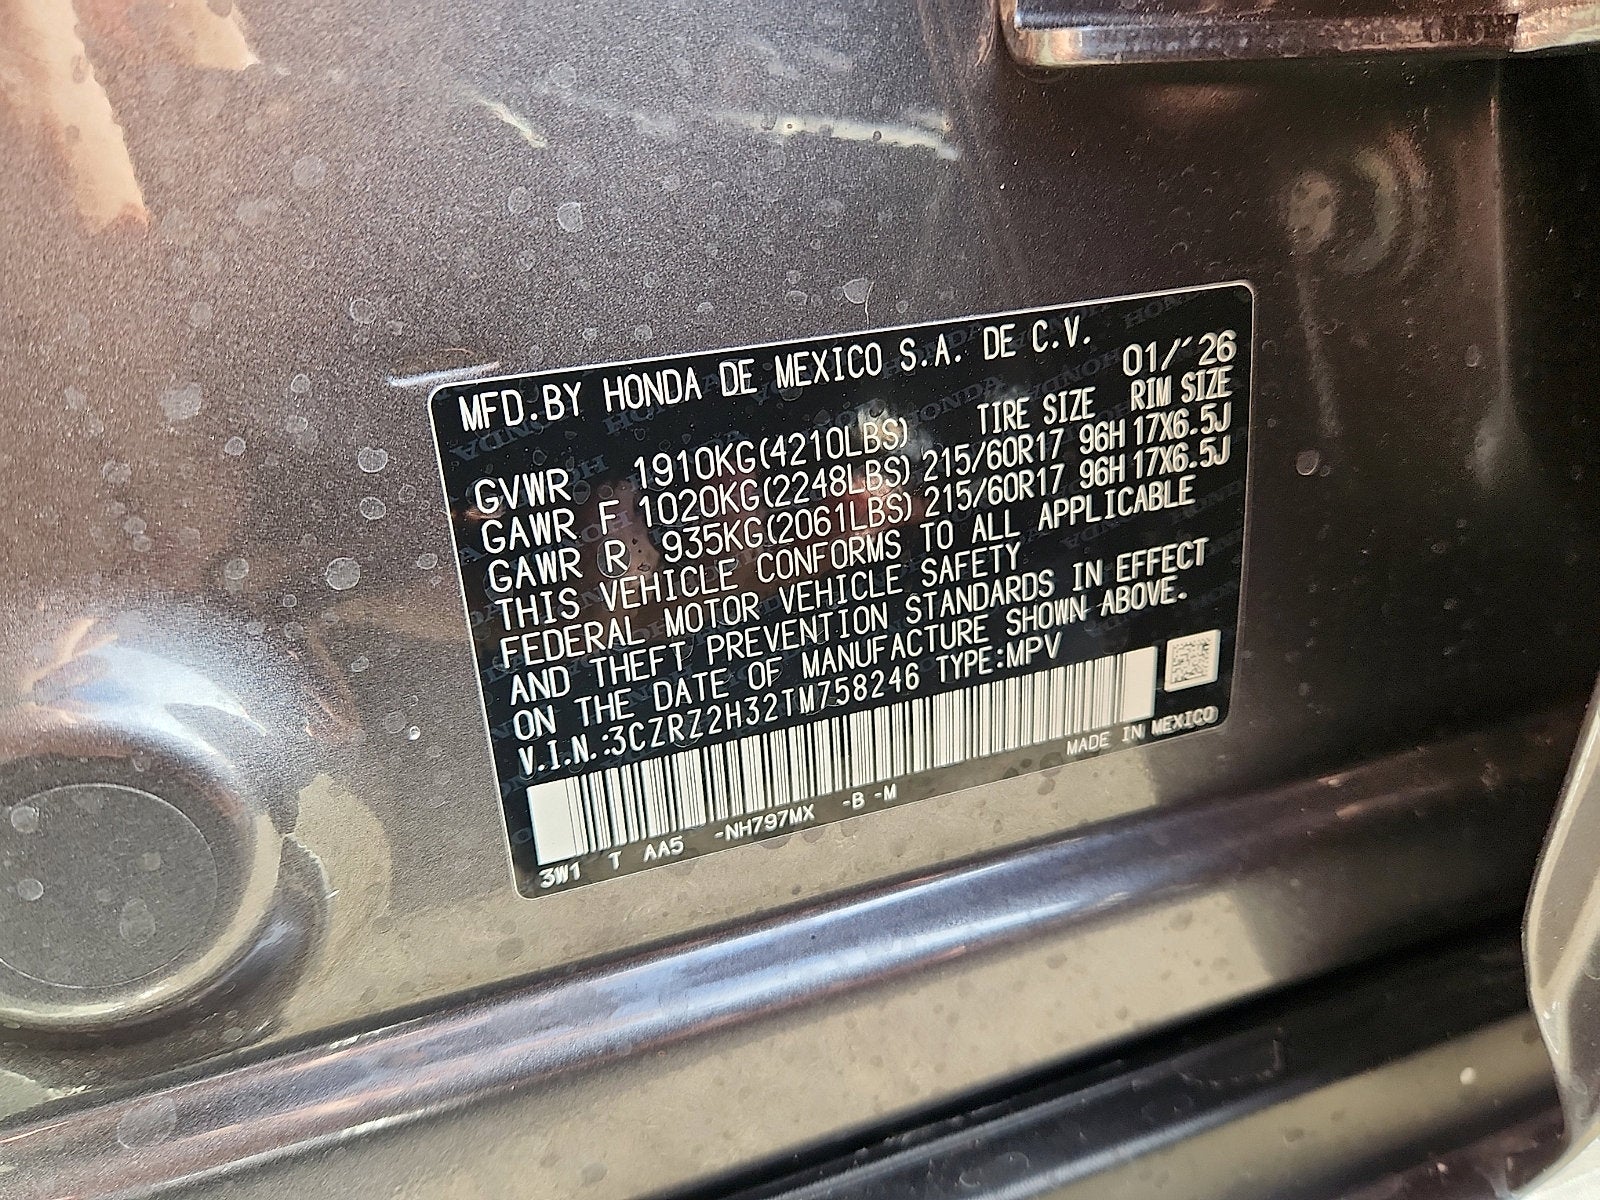 MFD.BY HONDA DE MEXICO S.A. DE C.V. 01/´26
TIRE SIZE RIM SIZE
GVWR 1910KG(4210LBS)
GAWR F 1020KG(2248LBS) 215/60R17 96H 17X6.5J
GAWR R 935KG(2061LBS) 215/60R17 96H 17X6.5J
THIS VEHICLE CONFORMS TO ALL APPLICABLE
FEDERAL MOTOR VEHICLE SAFETY
AND THEFT PREVENTION STANDARDS IN EFFECT
ON THE DATE OF MANUFACTURE SHOWN ABOVE.
V.I.N.:3CZRZ2H32TM758246 TYPE:MPV
MADE IN MEXICO
3W1 T AA5 -NH797MX -B -M